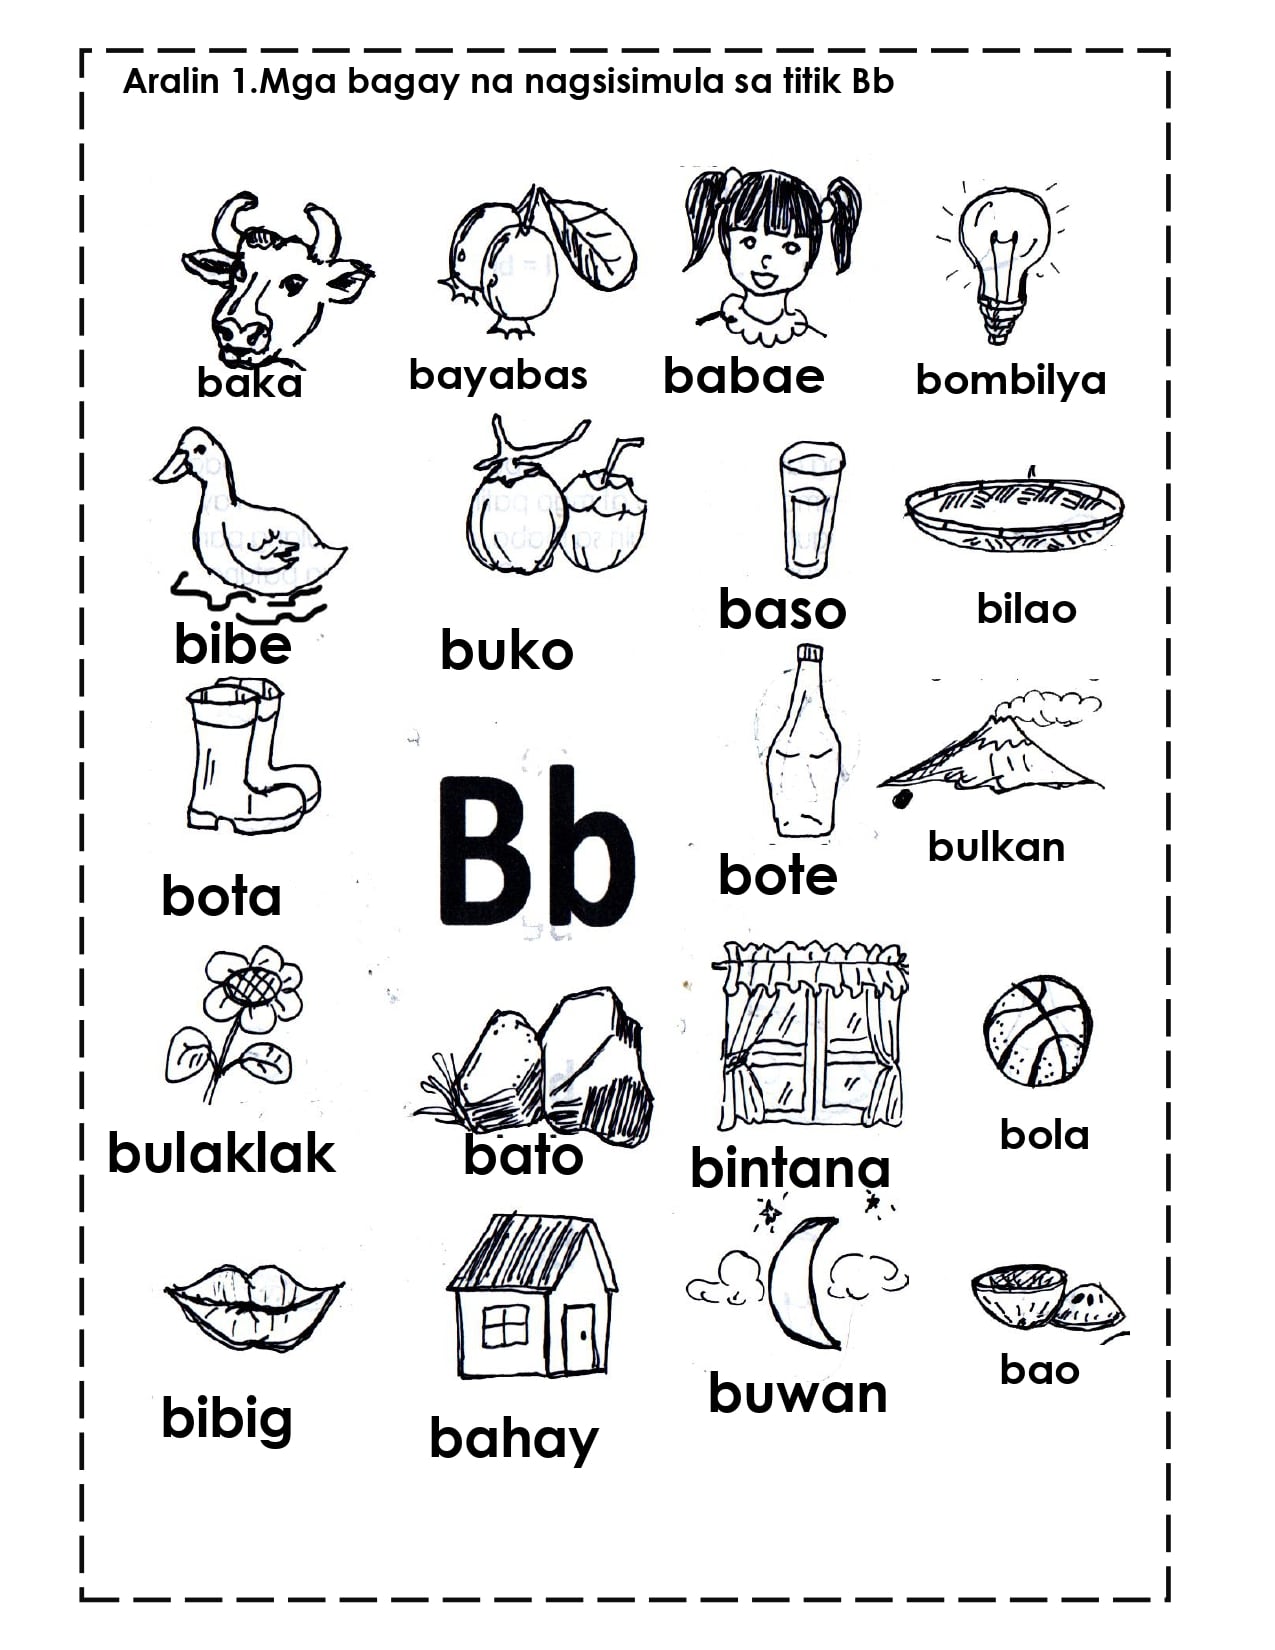 Aralin 1.Mga bagay na nagsisimula sa titik Bb
baka bayabas babae bombilya
bibe buko baso bilao
bota Bb bote bulkan
bulaklak bato bintana bola
bibig bahay buwan bao